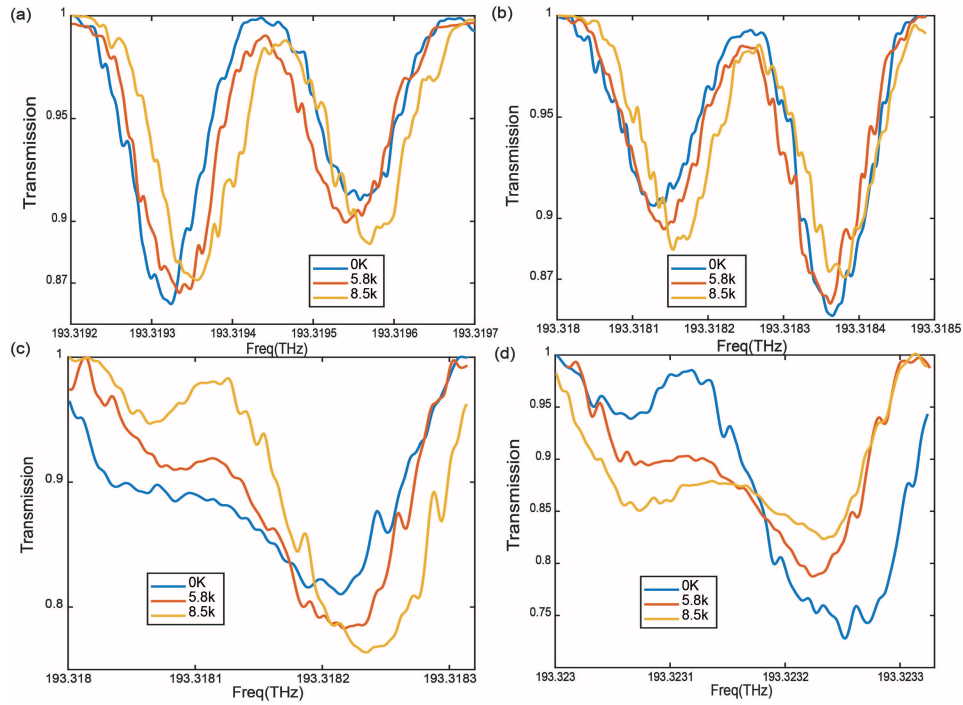 (a)
1
0.95
0.9
0.87
Transmission
0K
5.8k
8.5k
193.3192 193.3193 193.3194 193.3195 193.3196 193.3197
Freq(THz)
(b)
1
0.95
0.9
0.87
Transmission
0K
5.8k
8.5k
193.318 193.3181 193.3182 193.3183 193.3184 193.3185
Freq(THz)
(c)
1
0.9
0.8
Transmission
0K
5.8k
8.5k
193.318 193.3181 193.3182 193.3183
Freq(THz)
(d)
1
0.95
0.9
0.85
0.8
0.75
Transmission
0K
5.8k
8.5k
193.323 193.3231 193.3232 193.3233
Freq(THz)